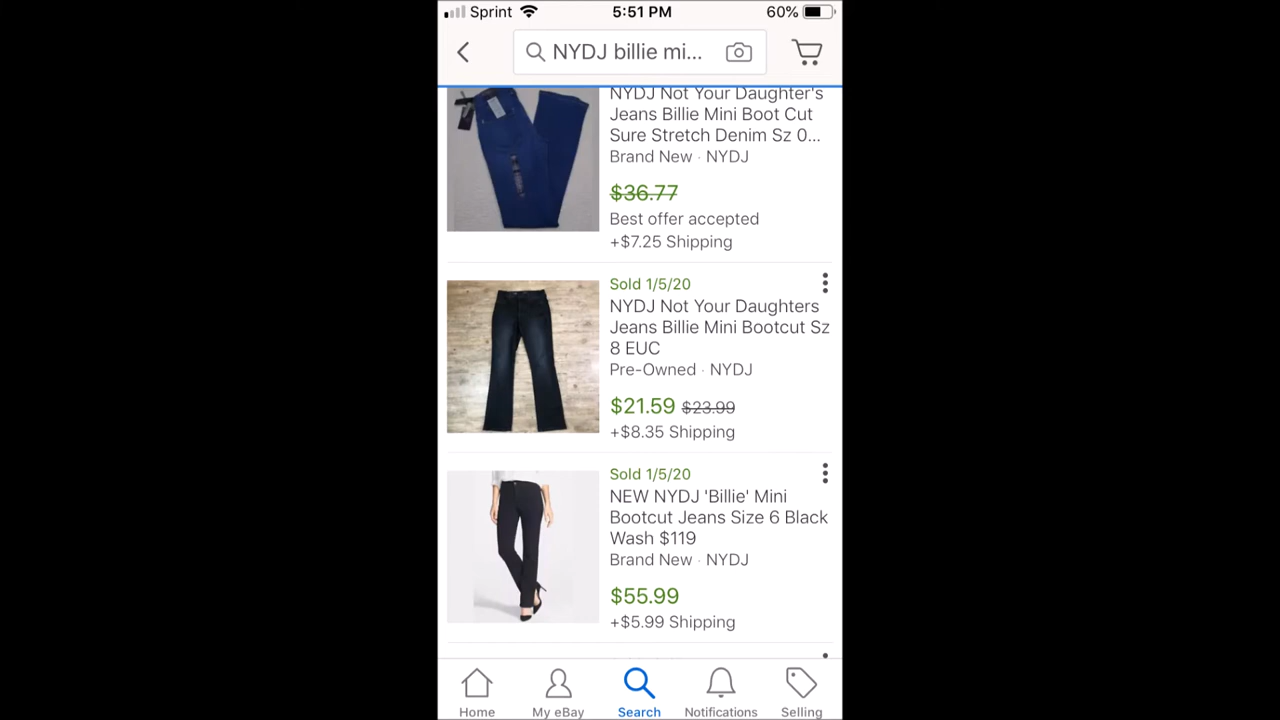 Sprint 5:51 PM 60%
NYDJ billie mi...
NYDJ Not Your Daughter's
Jeans Billie Mini Boot Cut
Sure Stretch Denim Sz 0...
Brand New · NYDJ
$36.77
Best offer accepted
+$7.25 Shipping
Sold 1/5/20
NYDJ Not Your Daughters
Jeans Billie Mini Bootcut Sz
8 EUC
Pre-Owned · NYDJ
$21.59 $23.99
+$8.35 Shipping
Sold 1/5/20
NEW NYDJ 'Billie' Mini
Bootcut Jeans Size 6 Black
Wash $119
Brand New · NYDJ
$55.99
+$5.99 Shipping
Home My eBay Search Notifications Selling